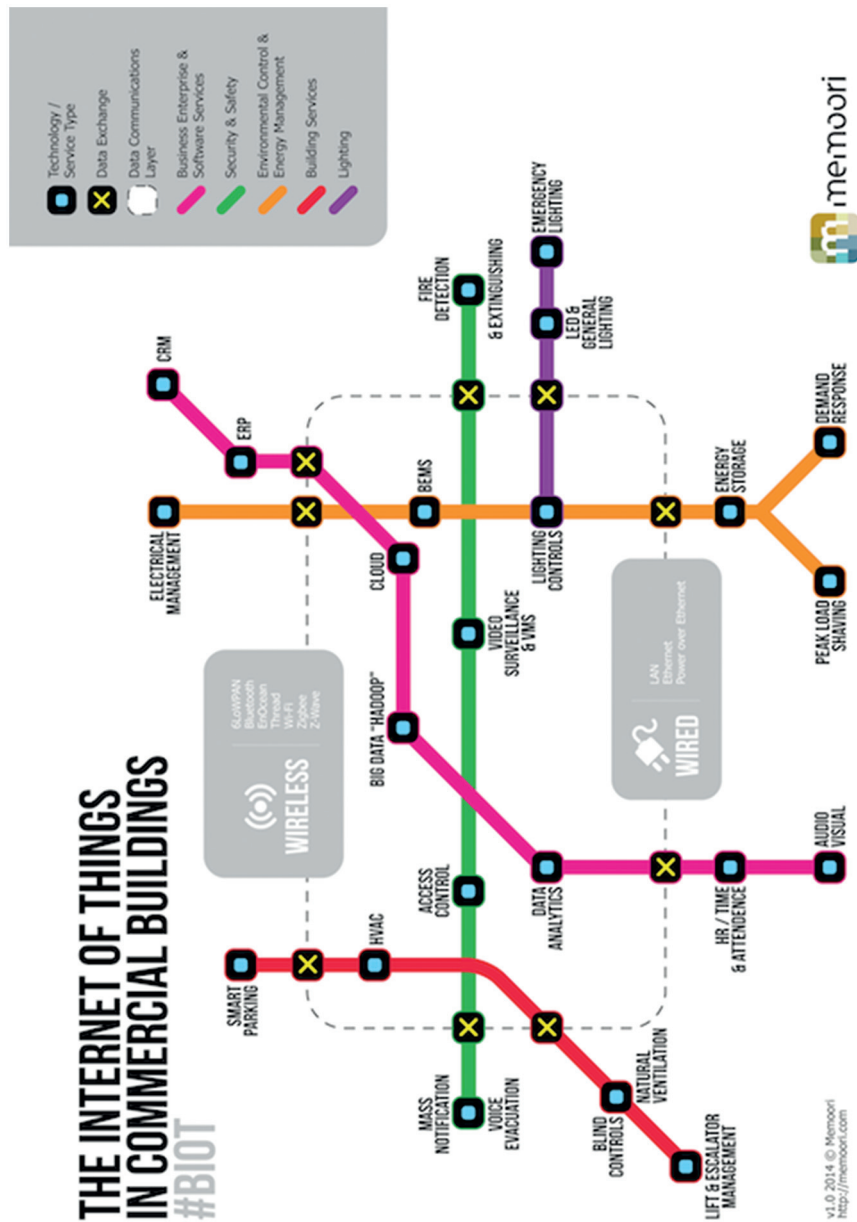 THE INTERNET OF THINGS
IN COMMERCIAL BUILDINGS
#BIOT
Technology /
Service Type
Data Exchange
Data Communications
Layer
Business Enterprise &
Software Services
Security & Safety
Environmental Control &
Energy Management
Building Services
Lighting
WIRELESS
6LoWPAN
Bluetooth
EnOcean
Thread
Wi-Fi
Zigbee
Z-Wave
SMART
PARKING
HVAC
ELECTRICAL
MANAGEMENT
CRM
ERP
BEMS
CLOUD
BIG DATA "HADOOP"
FIRE
DETECTION
& EXTINGUISHING
MASS
NOTIFICATION
VOICE
EVACUATION
ACCESS
CONTROL
VIDEO
SURVEILLANCE
& VMS
DATA
ANALYTICS
LIGHTING
CONTROLS
LED &
GENERAL
LIGHTING
EMERGENCY
LIGHTING
BLIND
CONTROLS
NATURAL
VENTILATION
LIFT & ESCALATOR
MANAGEMENT
WIRED
LAN
Ethernet
Power over Ethernet
HR / TIME
& ATTENDENCE
AUDIO
VISUAL
ENERGY
STORAGE
PEAK LOAD
SHAVING
DEMAND
RESPONSE
v1.0 2014 © Memoori
http://memoori.com
m memoori